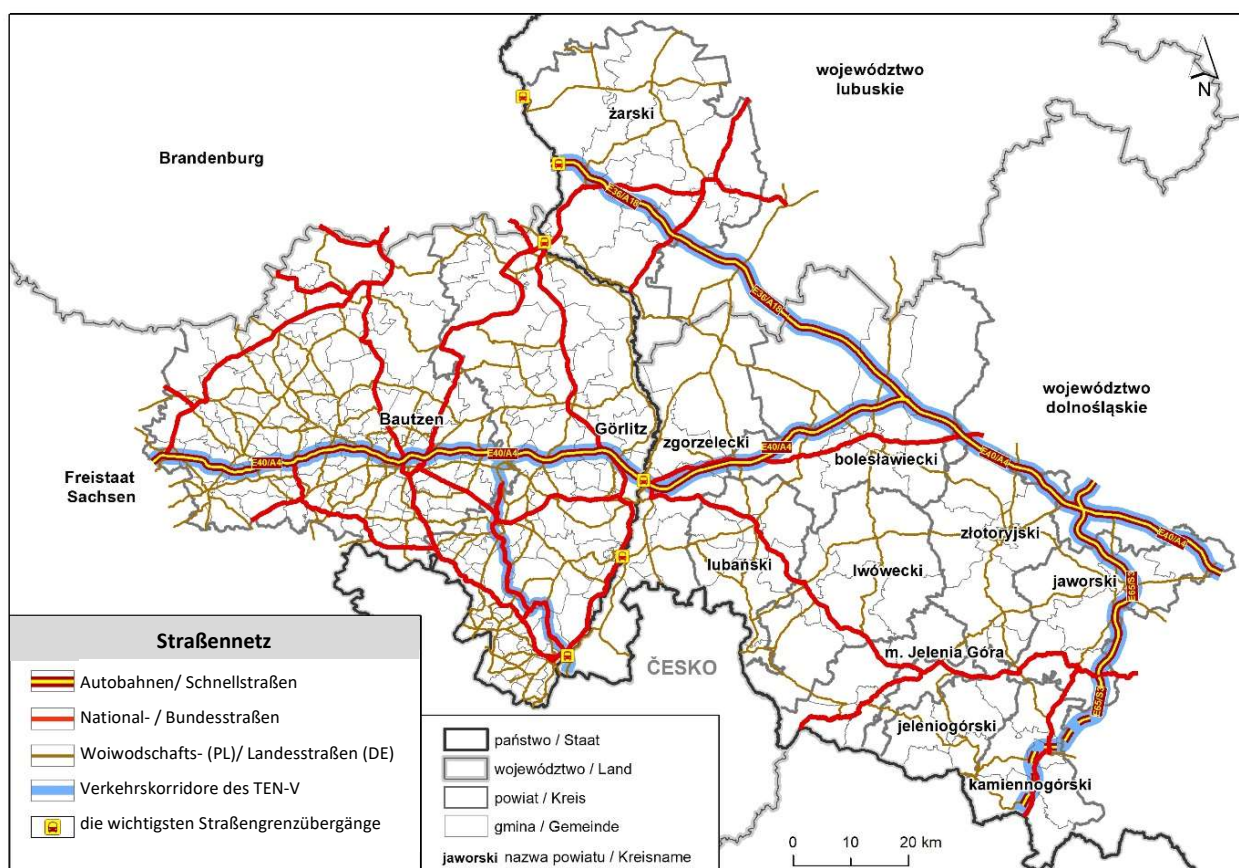 województwo
lubuskie
N
żarski
Brandenburg
E36/A18
E36/A18
województwo
dolnośląskie
Bautzen
Görlitz
zgorzelecki
E40/A4
bolesławiecki
E40/A4
E40/A4
E40/A4
Freistaat
Sachsen
złotoryjski
E40/A4
lubański
lwówecki
jaworski
E65/S3
m. Jelenia Góra
ČESKO
E65/S3
jeleniogórski
kamiennogórski
Straßennetz
Autobahnen/ Schnellstraßen
National- / Bundesstraßen
Woiwodschafts- (PL)/ Landesstraßen (DE)
Verkehrskorridore des TEN-V
die wichtigsten Straßengrenzübergänge
państwo / Staat
województwo / Land
powiat / Kreis
gmina / Gemeinde
jaworski nazwa powiatu / Kreisname
0 10 20 km